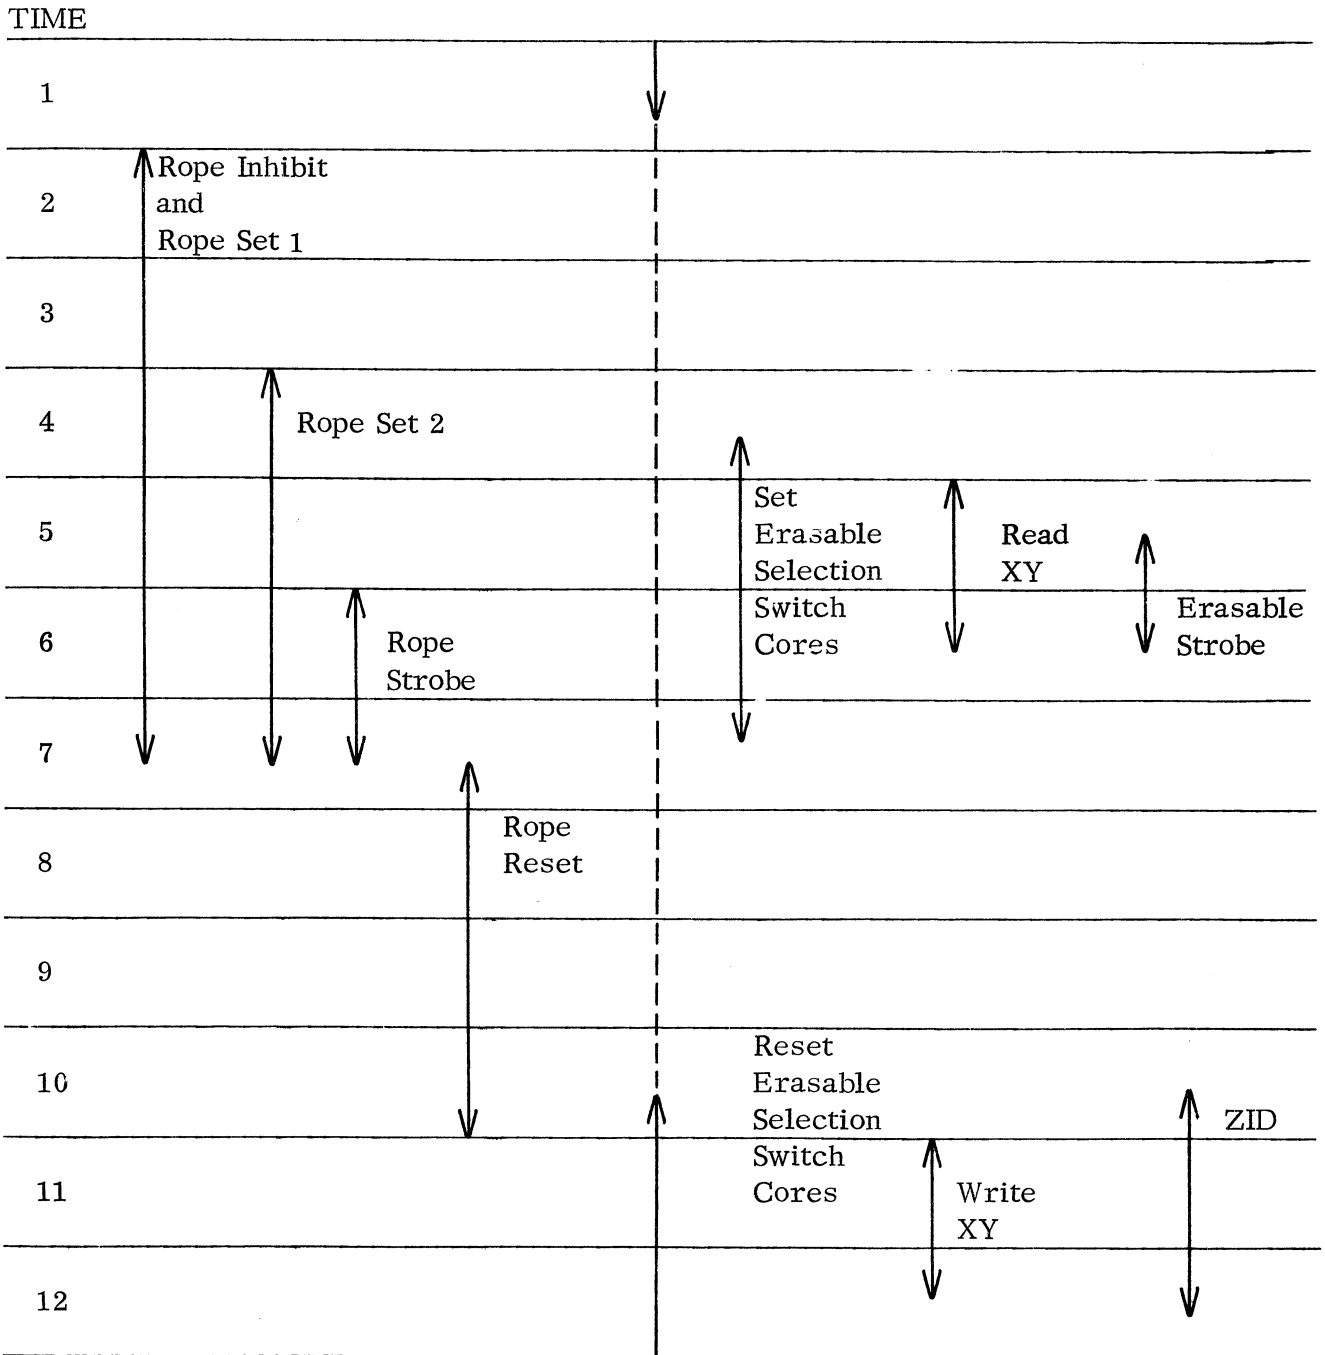 TIME
1
Rope Inhibit
and
Rope Set 1
2
3
4
Rope Set 2
5
Set
Erasable
Selection
Switch
Cores
Read
XY
Erasable
Strobe
6
Rope
Strobe
7
Rope
Reset
8
9
10
Reset
Erasable
Selection
Switch
Cores
ZID
11
Write
XY
12